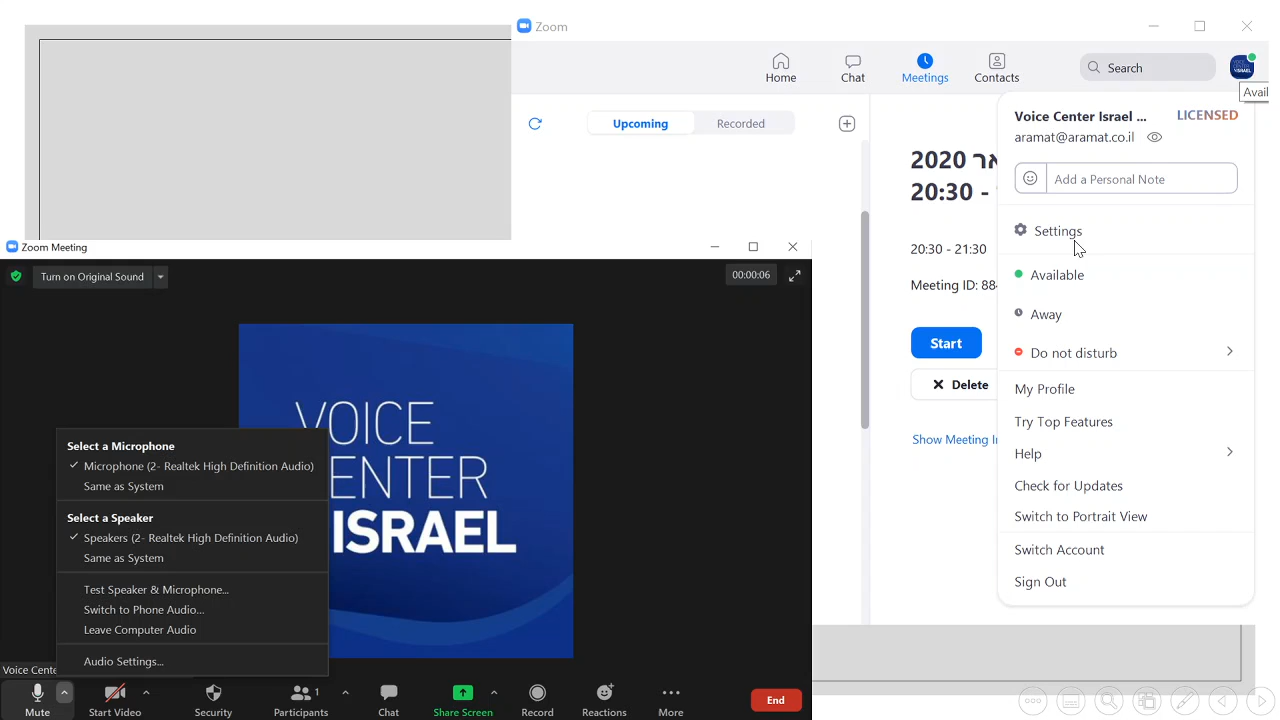 Zoom
Home
Chat
Meetings
Contacts
Search
VOICE CENTER ISRAEL
Avail
Upcoming
Recorded
Voice Center Israel ...
LICENSED
aramat@aramat.co.il
Add a Personal Note
Settings
Available
Away
Do not disturb
My Profile
Try Top Features
Help
Check for Updates
Switch to Portrait View
Switch Account
Sign Out
20:30 -
20:30 - 21:30
Meeting ID: 884
Start
Delete
Show Meeting In
Zoom Meeting
Turn on Original Sound
00:00:06
VOICE
ENTER
ISRAEL
Select a Microphone
Microphone (2- Realtek High Definition Audio)
Same as System
Select a Speaker
Speakers (2- Realtek High Definition Audio)
Same as System
Test Speaker & Microphone...
Switch to Phone Audio...
Leave Computer Audio
Audio Settings...
Voice Cente
Mute
Start Video
Security
1
Participants
Chat
Share Screen
Record
Reactions
More
End